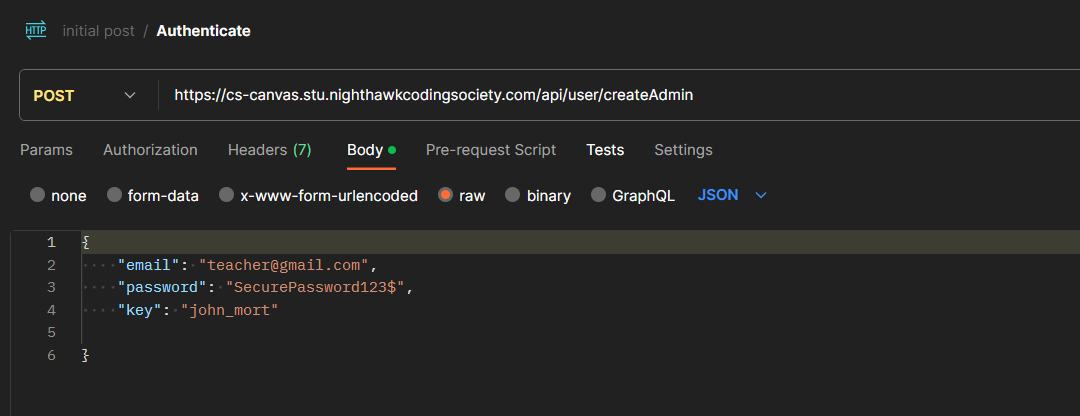 HTTP initial post / Authenticate
POST https://cs-canvas.stu.nighthawkcodingsociety.com/api/user/createAdmin
Params Authorization Headers (7) Body Pre-request Script Tests Settings
none form-data x-www-form-urlencoded raw binary GraphQL JSON
1 {
2 ····"email":·"teacher@gmail.com",
3 ····"password":·"SecurePassword123$",
4 ····"key":·"john_mort"
5
6 }